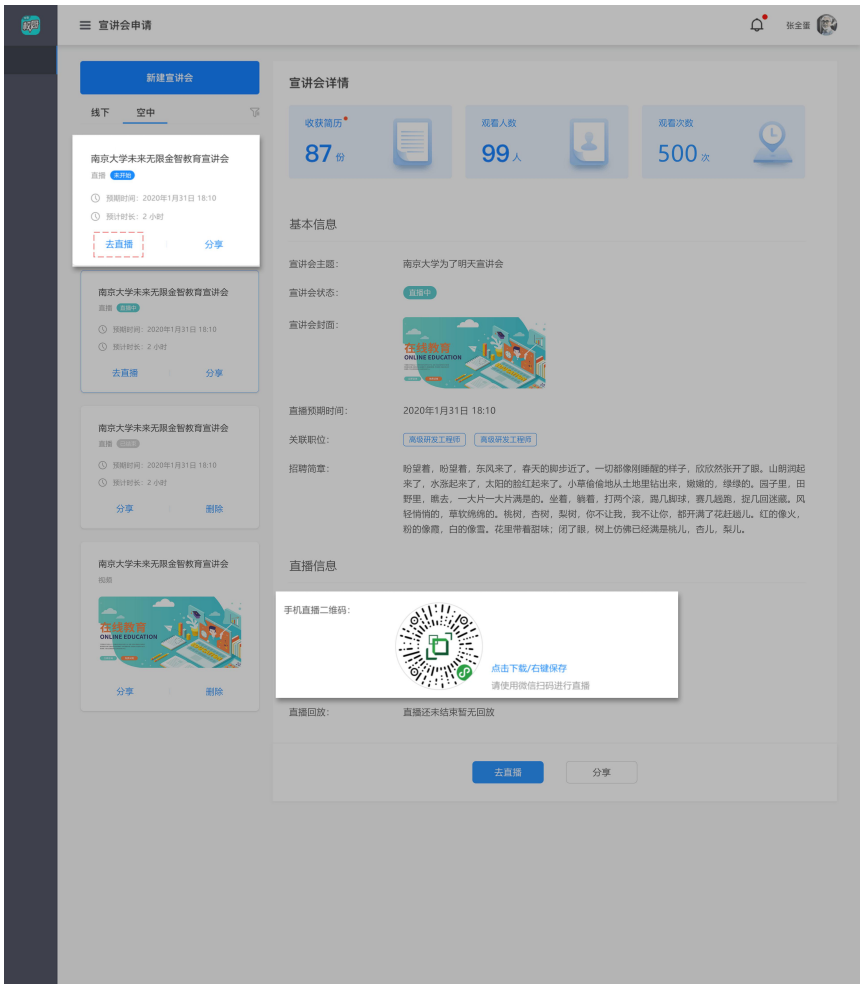 宣讲会申请
张全蛋
新建宣讲会
线下 空中
南京大学未来无限金智教育宣讲会
直播 未开始
预期时间：2020年1月31日 18:10
预计时长：2 小时
去直播 分享
南京大学未来无限金智教育宣讲会
直播 直播中
预期时间：2020年1月31日 18:10
预计时长：2 小时
去直播 分享
南京大学未来无限金智教育宣讲会
直播
预期时间：2020年1月31日 18:10
预计时长：2 小时
分享 删除
南京大学未来无限金智教育宣讲会
视频
在线教育
ONLINE EDUCATION
分享 删除
宣讲会详情
收获简历
87 份
观看人数
99 人
观看次数
500 次
基本信息
宣讲会主题： 南京大学为了明天宣讲会
宣讲会状态： 直播中
宣讲会封面：
在线教育
ONLINE EDUCATION
直播预期时间： 2020年1月31日 18:10
关联职位： 高级研发工程师 高级研发工程师
招聘简章： 盼望着，盼望着，东风来了，春天的脚步近了。一切都像刚睡醒的样子，欣欣然张开了眼。山朗润起
来了，水涨起来了，太阳的脸红起来了。小草偷偷地从土地里钻出来，嫩嫩的，绿绿的。园子里，田
野里，瞧去，一大片一大片满是的。坐着，躺着，打两个滚，踢几脚球，赛几趟跑，捉几回迷藏。风
轻悄悄的，草软绵绵的。桃树，杏树，梨树，你不让我，我不让你，都开满了花赶趟儿。红的像火，
粉的像霞，白的像雪。花里带着甜味；闭了眼，树上仿佛已经满是桃儿，杏儿，梨儿。
直播信息
手机直播二维码：
点击下载/右键保存
请使用微信扫码进行直播
直播回放： 直播还未结束暂无回放
去直播 分享